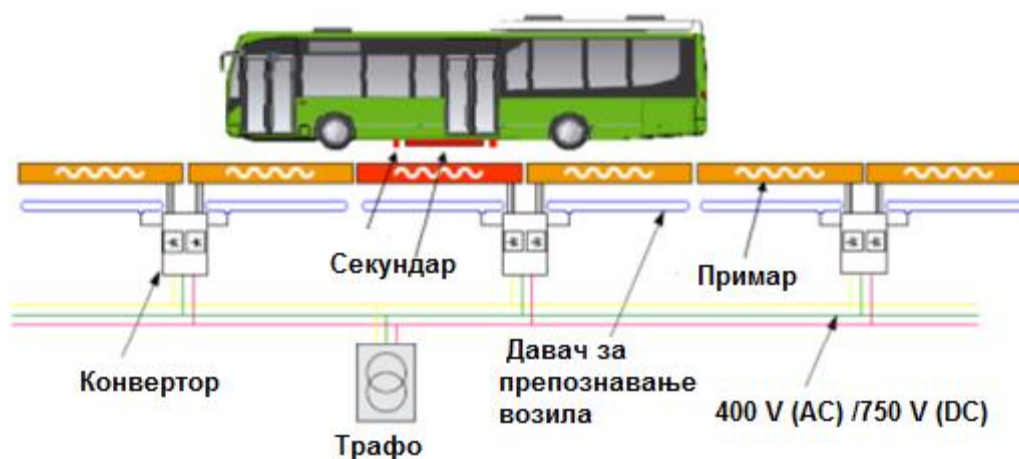 Секундар
Примар
Конвертор
Давач за
препознавање
возила
400 V (AC) /750 V (DC)
Трафо